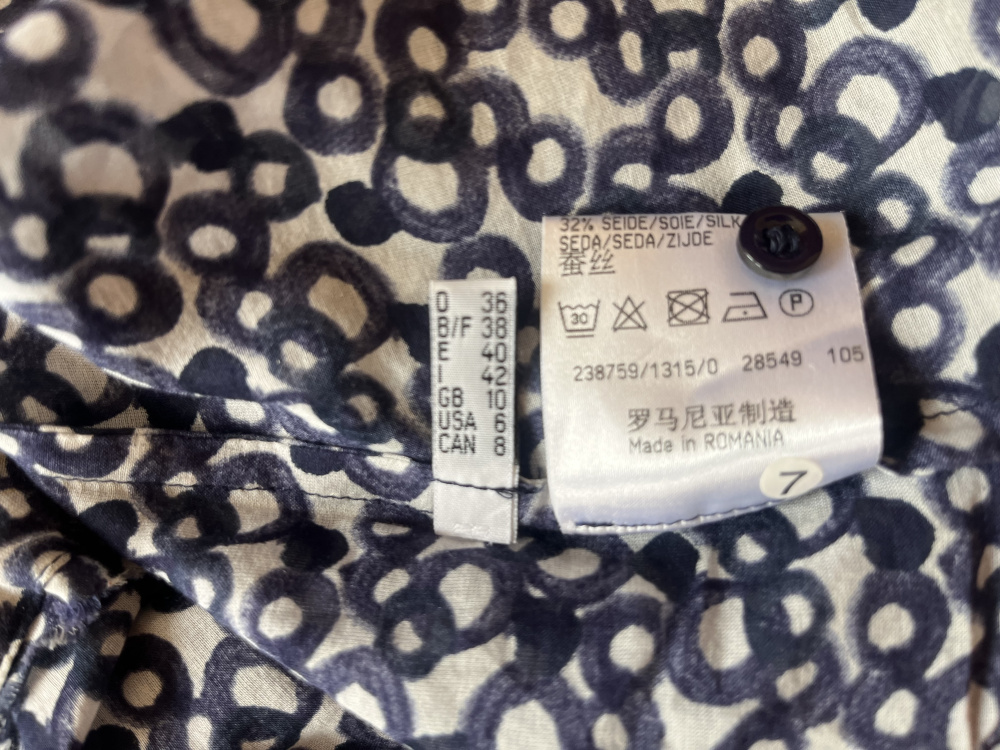 D 36
B/F 38
E 40
I 42
GB 10
USA 6
CAN 8
32% SEIDE/SOIE/SILK
SEDA/SEDA/ZIJDE
蚕丝
30
P
238759/1315/0 28549 105
罗马尼亚制造
Made in ROMANIA
7